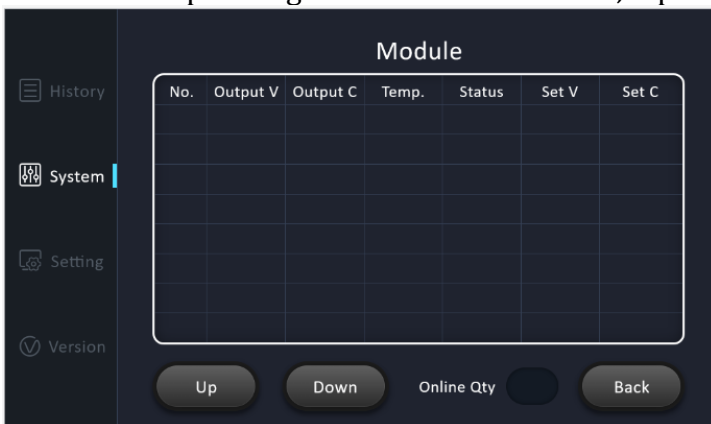 Module
History
No. Output V Output C Temp. Status Set V Set C
System
Setting
Version
Up Down Online Qty Back